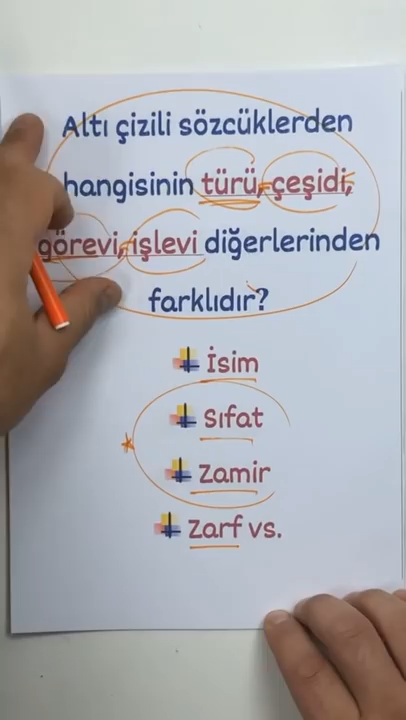 Altı çizili sözcüklerden
hangisinin türü, çeşidi,
görevi, işlevi diğerlerinden
farklıdır?
İsim
Sıfat
Zamir
Zarf vs.